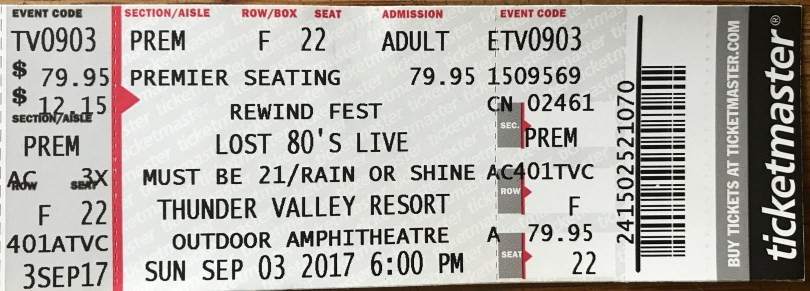 EVENT CODE
TV0903
$ 79.95
$ 12.15
SECTION/AISLE
PREM
AC 3X
ROW SEAT
F 22
401ATVC
3SEP17
SECTION/AISLE ROW/BOX SEAT ADMISSION
PREM F 22 ADULT
PREMIER SEATING 79.95
REWIND FEST
LOST 80'S LIVE
MUST BE 21/RAIN OR SHINE
THUNDER VALLEY RESORT
OUTDOOR AMPHITHEATRE
SUN SEP 03 2017 6:00 PM
EVENT CODE
ETV0903
1509569
CN 02461
SEC.
PREM
AC401TVC
ROW
F
A 79.95
SEAT
22
241502521070
BUY TICKETS AT TICKETMASTER.COM
ticketmaster®